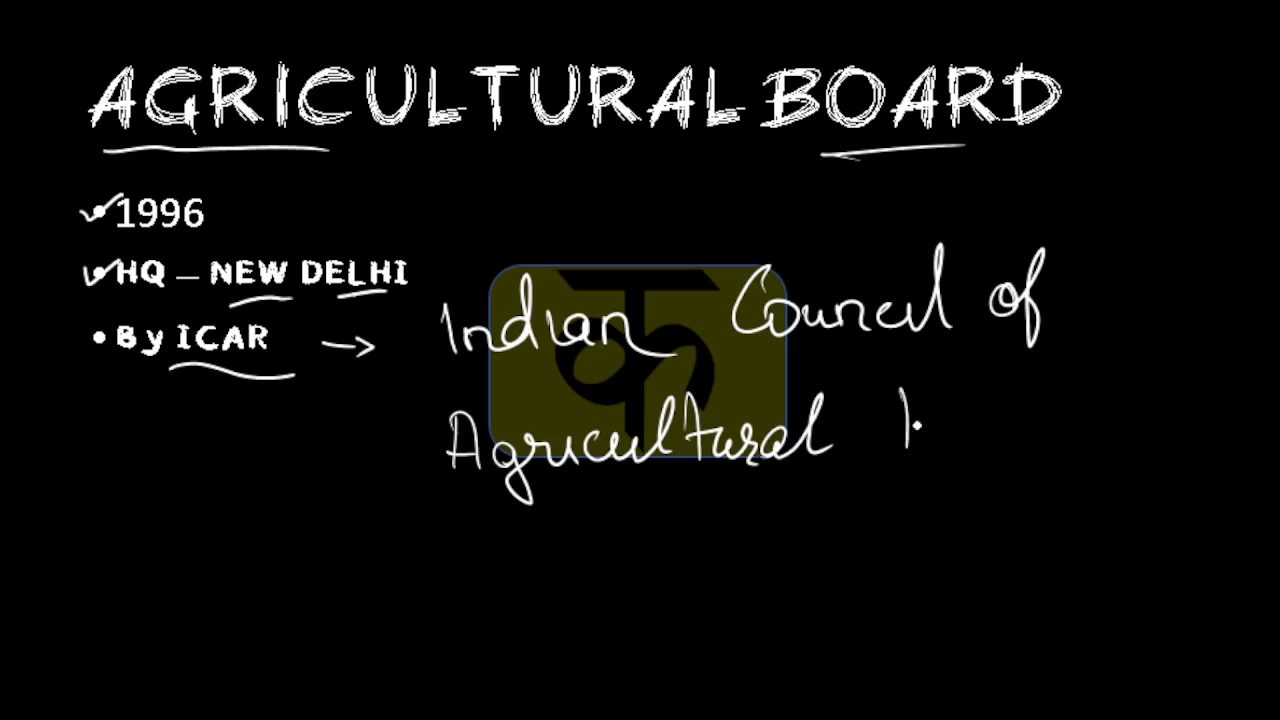 AGRICULTURAL BOARD
• 1996
• HQ – NEW DELHI
• By ICAR → Indian Council of
Agricultural
क